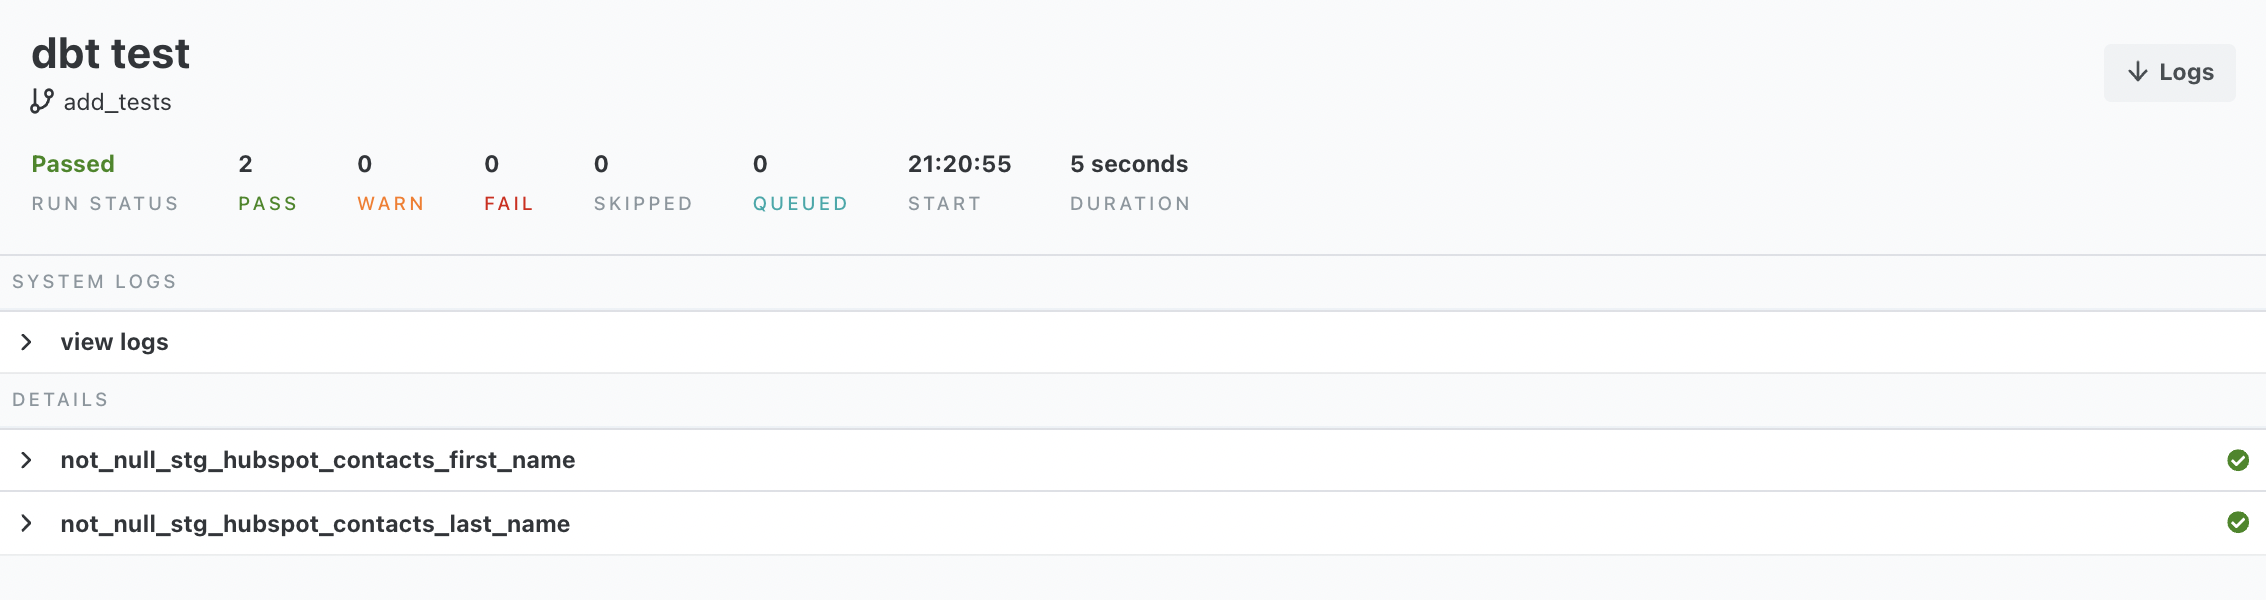 dbt test
add_tests
Logs
Passed 2 0 0 0 0 21:20:55 5 seconds
RUN STATUS PASS WARN FAIL SKIPPED QUEUED START DURATION
SYSTEM LOGS
view logs
DETAILS
not_null_stg_hubspot_contacts_first_name
not_null_stg_hubspot_contacts_last_name